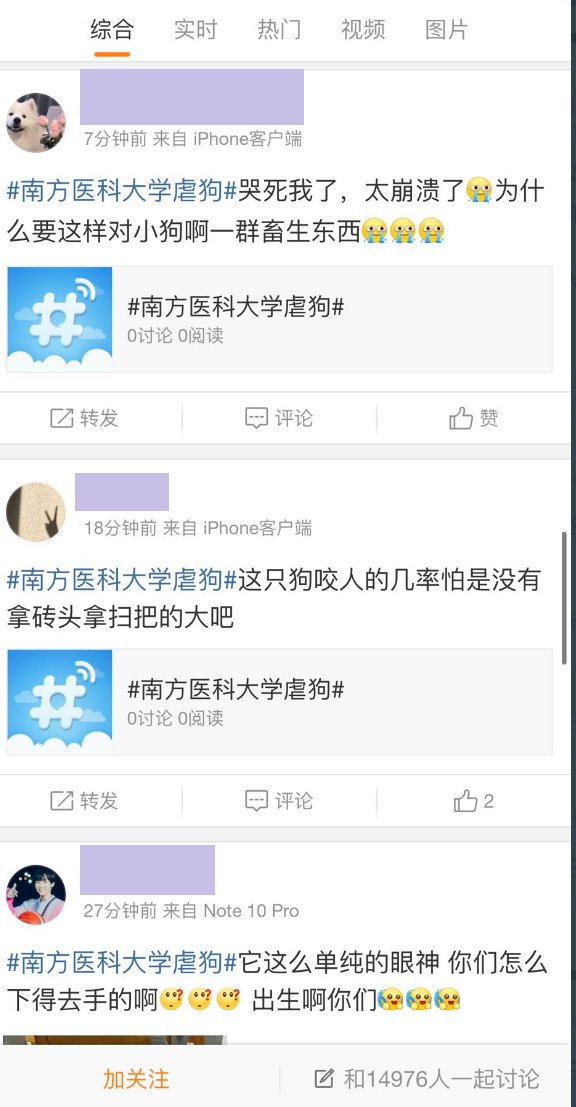 综合 实时 热门 视频 图片
7分钟前 来自 iPhone客户端
#南方医科大学虐狗#哭死我了，太崩溃了😭为什
么要这样对小狗啊一群畜生东西😭😭😭
#南方医科大学虐狗#
0讨论 0阅读
转发 评论 赞
18分钟前 来自 iPhone客户端
#南方医科大学虐狗#这只狗咬人的几率怕是没有
拿砖头拿扫把的大吧
#南方医科大学虐狗#
0讨论 0阅读
转发 评论 2
27分钟前 来自 Note 10 Pro
#南方医科大学虐狗#它这么单纯的眼神 你们怎么
下得去手的啊 出生啊你们
加关注 和14976人一起讨论